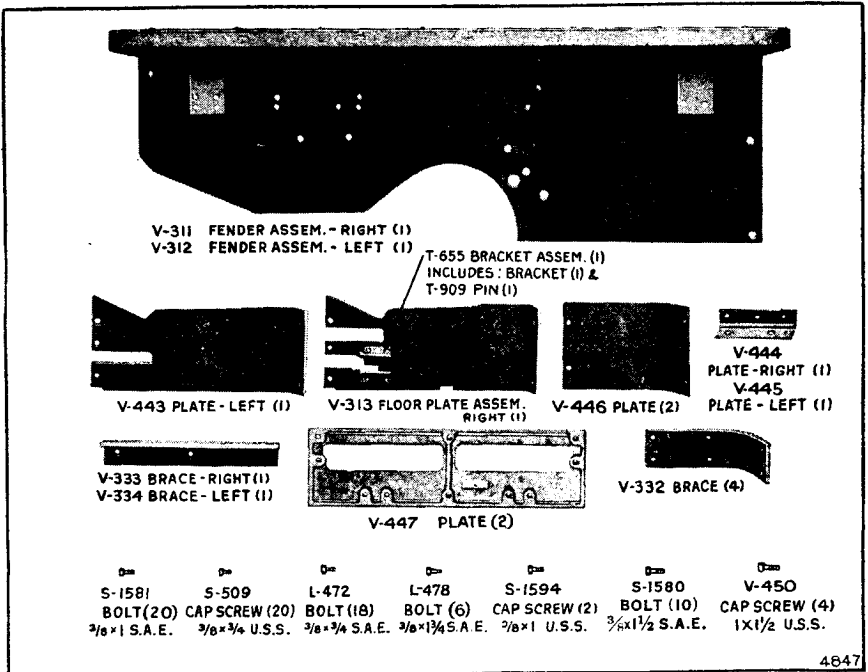 V-311 FENDER ASSEM.-RIGHT (1)
V-312 FENDER ASSEM.-LEFT (1)
T-655 BRACKET ASSEM. (1)
INCLUDES: BRACKET (1) &
T-909 PIN (1)
V-443 PLATE-LEFT (1)
V-313 FLOOR PLATE ASSEM.
RIGHT (1)
V-446 PLATE (2)
V-444
PLATE-RIGHT (1)
V-445
PLATE-LEFT (1)
V-333 BRACE-RIGHT (1)
V-334 BRACE-LEFT (1)
V-447 PLATE (2)
V-332 BRACE (4)
S-1581
BOLT (20)
3/8 x 1 S.A.E.
S-509
CAP SCREW (20)
3/8 x 3/4 U.S.S.
L-472
BOLT (18)
3/8 x 3/4 S.A.E.
L-478
BOLT (6)
3/8 x 1 3/4 S.A.E.
S-1594
CAP SCREW (2)
3/8 x 1 U.S.S.
S-1580
BOLT (10)
3/8 x 1 1/2 S.A.E.
V-450
CAP SCREW (4)
1 X 1 1/2 U.S.S.
4847